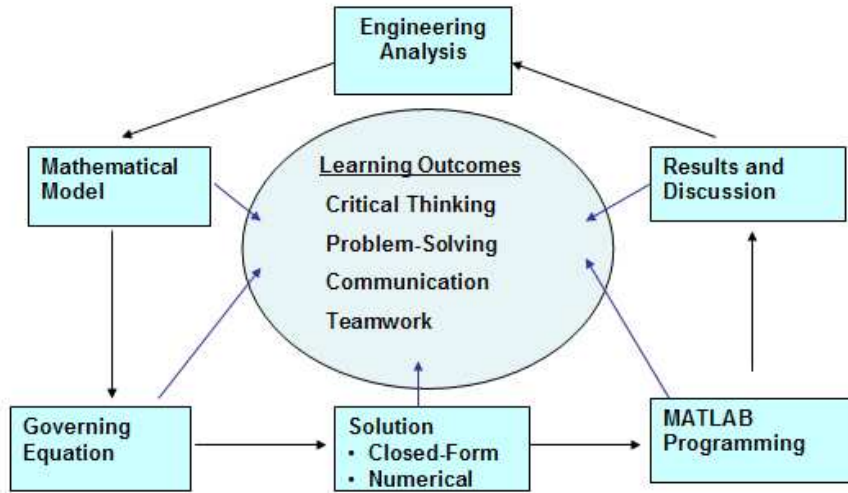 Engineering
Analysis
Mathematical
Model
Learning Outcomes
Critical Thinking
Problem-Solving
Communication
Teamwork
Results and
Discussion
Governing
Equation
Solution
• Closed-Form
• Numerical
MATLAB
Programming